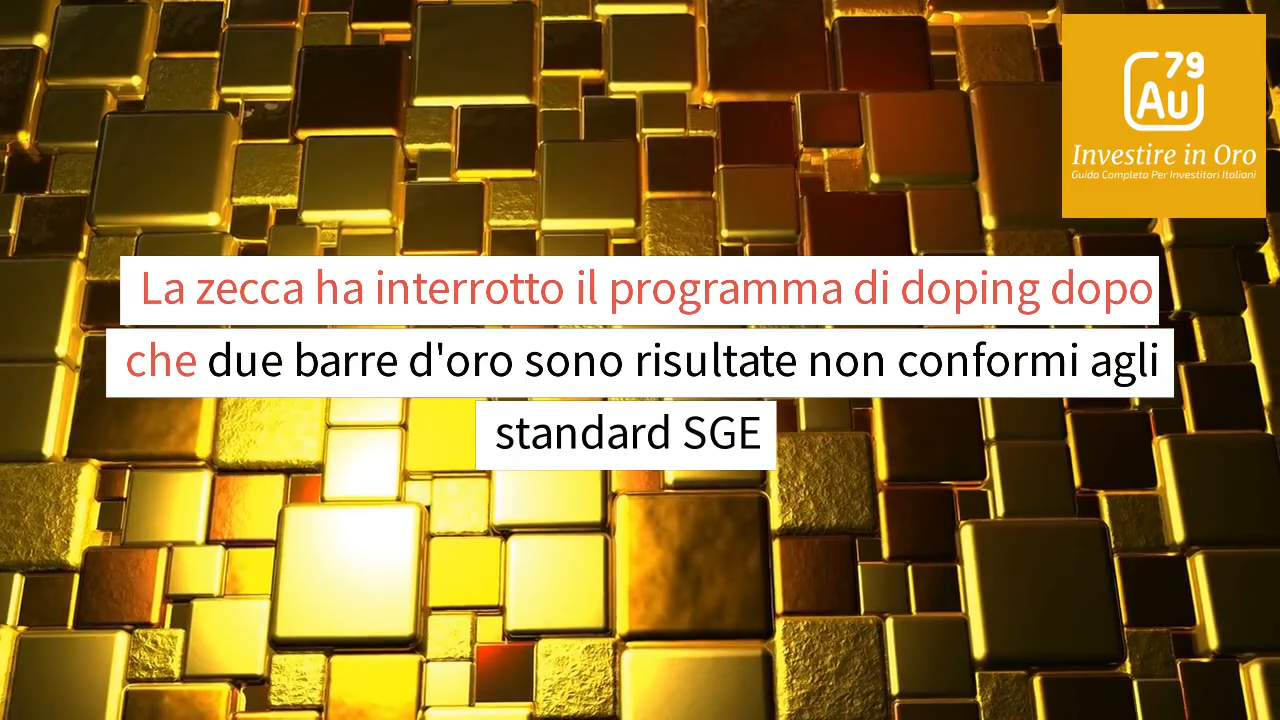 79
Au
Investire in Oro
Guida Completa Per Investitori Italiani
La zecca ha interrotto il programma di doping dopo
che due barre d'oro sono risultate non conformi agli
standard SGE